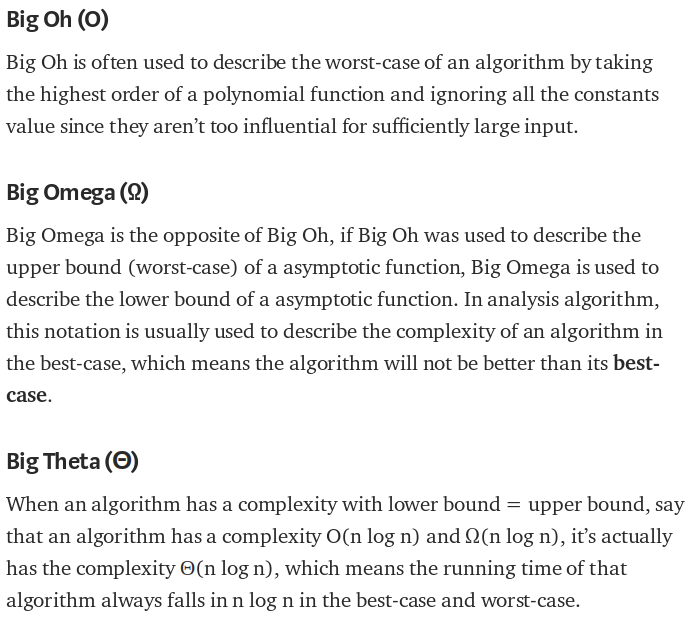 Big Oh (O)
Big Oh is often used to describe the worst-case of an algorithm by taking
the highest order of a polynomial function and ignoring all the constants
value since they aren’t too influential for sufficiently large input.
Big Omega (Ω)
Big Omega is the opposite of Big Oh, if Big Oh was used to describe the
upper bound (worst-case) of a asymptotic function, Big Omega is used to
describe the lower bound of a asymptotic function. In analysis algorithm,
this notation is usually used to describe the complexity of an algorithm in
the best-case, which means the algorithm will not be better than its best-
case.
Big Theta (Θ)
When an algorithm has a complexity with lower bound = upper bound, say
that an algorithm has a complexity O(n log n) and Ω(n log n), it’s actually
has the complexity Θ(n log n), which means the running time of that
algorithm always falls in n log n in the best-case and worst-case.